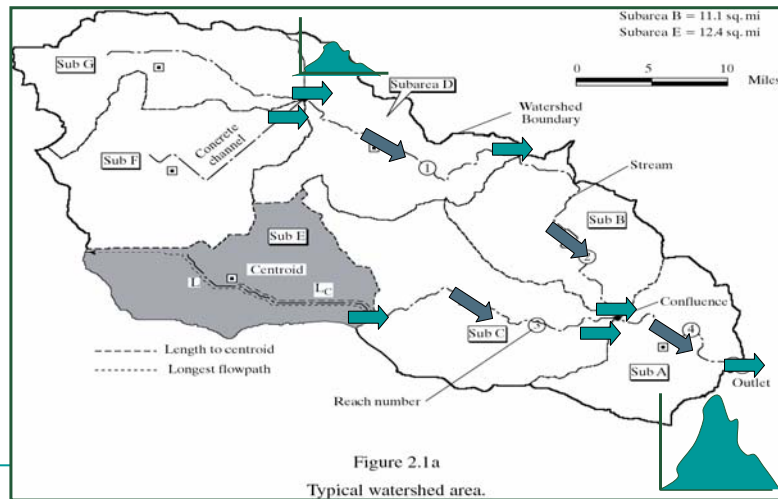 Subarea B = 11.1 sq. mi
Subarea E = 12.4 sq. mi
0 5 10
Miles
Sub G
Subarea D
Watershed
Boundary
Concrete
channel
Sub F
1
Stream
Sub E
Sub B
2
L
Centroid
L_C
Confluence
Sub C
3
4
Length to centroid
Longest flowpath
Sub A
Outlet
Reach number
Figure 2.1a
Typical watershed area.